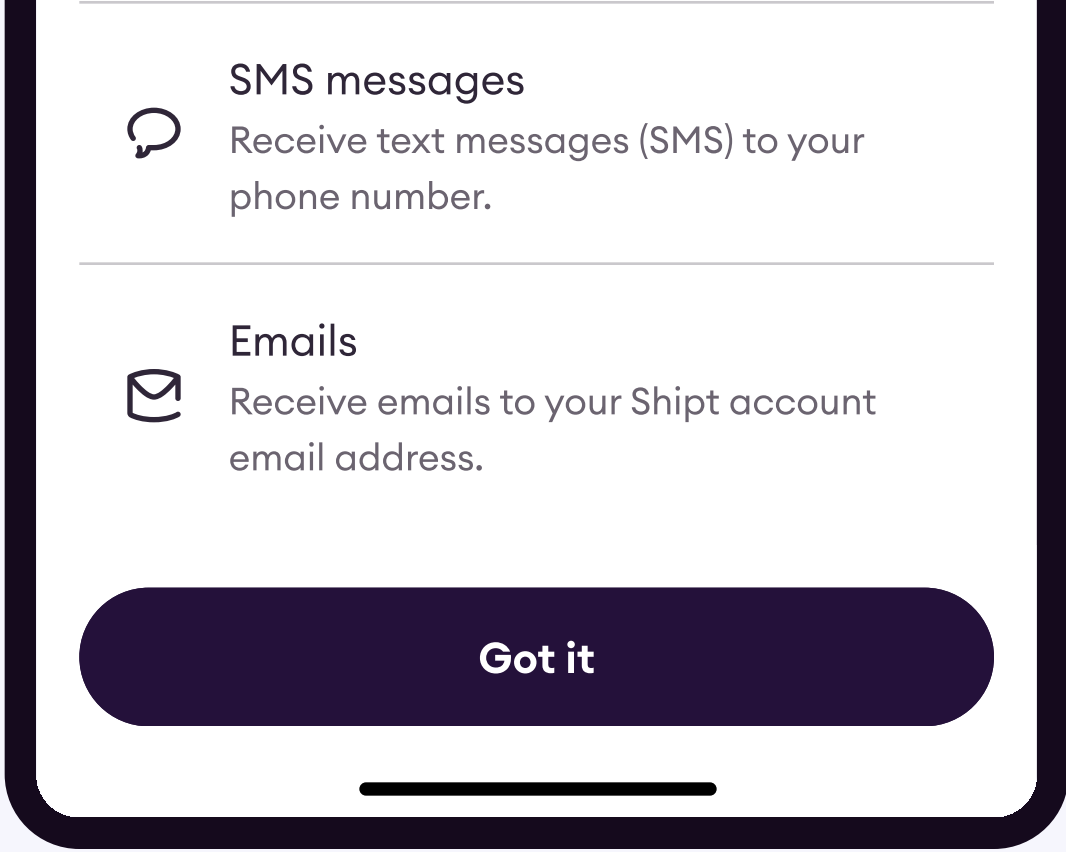 SMS messages
Receive text messages (SMS) to your
phone number.
Emails
Receive emails to your Shipt account
email address.
Got it